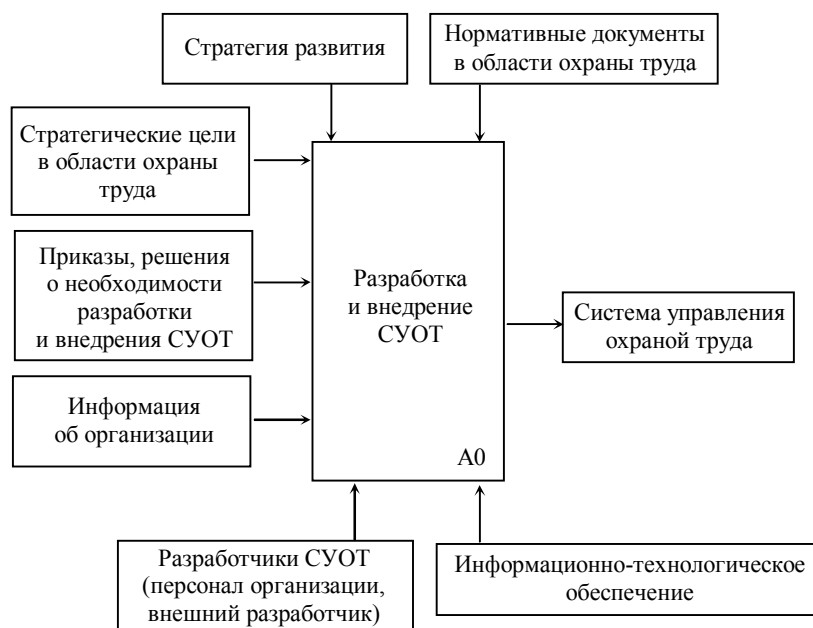 Стратегия развития
Нормативные документы
в области охраны труда
Стратегические цели
в области охраны
труда
Приказы, решения
о необходимости
разработки
и внедрения СУОТ
Информация
об организации
Разработка
и внедрение
СУОТ
А0
Система управления
охраной труда
Разработчики СУОТ
(персонал организации,
внешний разработчик)
Информационно-технологическое
обеспечение